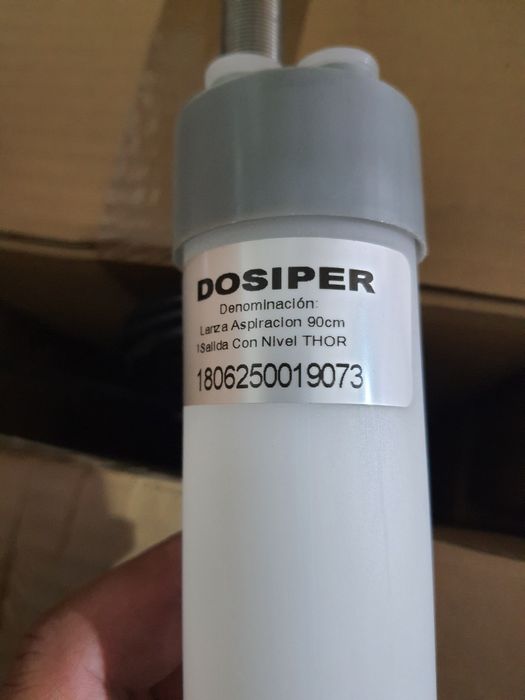 DOSIPER
Denominación:
Lanza Aspiracion 90cm
1Salida Con Nivel THOR
1806250019073